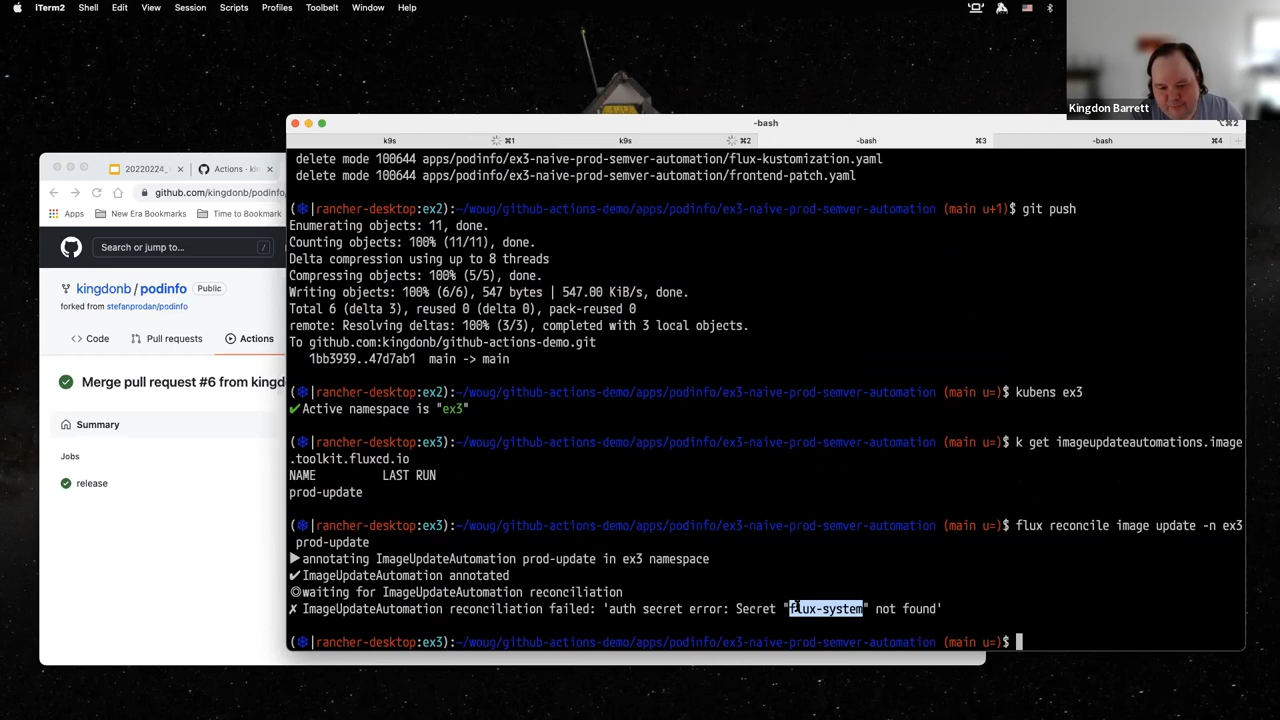 iTerm2 Shell Edit View Session Scripts Profiles Toolbelt Window Help
Kingdon Barrett
-bash
⌥⌘2
k9s ⌘1 k9s ⌘2 -bash ⌘3 -bash ⌘4
delete mode 100644 apps/podinfo/ex3-naive-prod-semver-automation/flux-kustomization.yaml
delete mode 100644 apps/podinfo/ex3-naive-prod-semver-automation/frontend-patch.yaml
(⎈|rancher-desktop:ex2):~/woug/github-actions-demo/apps/podinfo/ex3-naive-prod-semver-automation (main u+1)$ git push
Enumerating objects: 11, done.
Counting objects: 100% (11/11), done.
Delta compression using up to 8 threads
Compressing objects: 100% (5/5), done.
Writing objects: 100% (6/6), 547 bytes | 547.00 KiB/s, done.
Total 6 (delta 3), reused 0 (delta 0), pack-reused 0
remote: Resolving deltas: 100% (3/3), completed with 3 local objects.
To github.com:kingdonb/github-actions-demo.git
1bb3939..47d7ab1 main -> main
(⎈|rancher-desktop:ex2):~/woug/github-actions-demo/apps/podinfo/ex3-naive-prod-semver-automation (main u=)$ kubens ex3
✔Active namespace is "ex3"
(⎈|rancher-desktop:ex3):~/woug/github-actions-demo/apps/podinfo/ex3-naive-prod-semver-automation (main u=)$ k get imageupdateautomations.image
.toolkit.fluxcd.io
NAME LAST RUN
prod-update
(⎈|rancher-desktop:ex3):~/woug/github-actions-demo/apps/podinfo/ex3-naive-prod-semver-automation (main u=)$ flux reconcile image update -n ex3
prod-update
►annotating ImageUpdateAutomation prod-update in ex3 namespace
✔ImageUpdateAutomation annotated
◎waiting for ImageUpdateAutomation reconciliation
✗ ImageUpdateAutomation reconciliation failed: 'auth secret error: Secret "flux-system" not found'
(⎈|rancher-desktop:ex3):~/woug/github-actions-demo/apps/podinfo/ex3-naive-prod-semver-automation (main u=)$
20220224_ Actions · kin
github.com/kingdonb/podinfo/
Apps New Era Bookmarks Time to Bookmark
Search or jump to... /
kingdonb / podinfo Public
forked from stefanprodan/podinfo
Code Pull requests Actions
Merge pull request #6 from kingd
Summary
Jobs
release